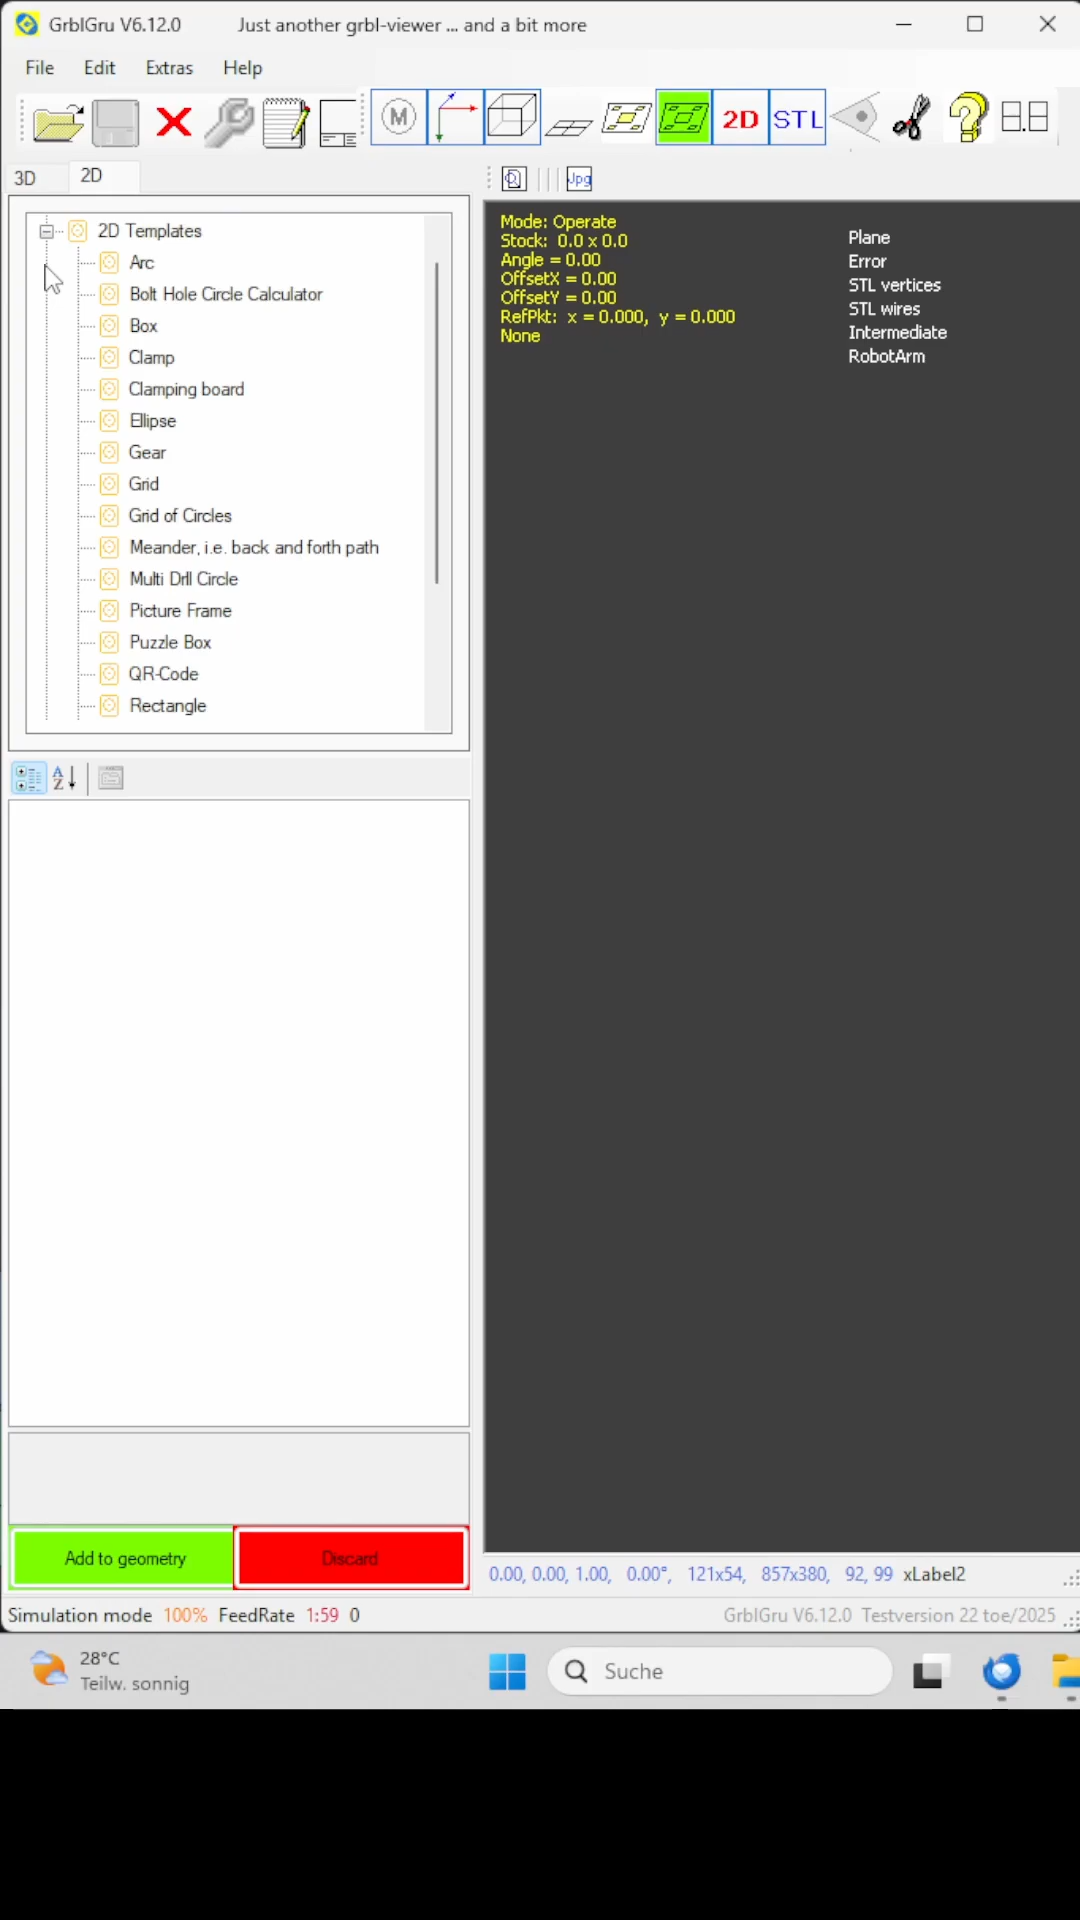 GrblGru V6.12.0 Just another grbl-viewer ... and a bit more
File Edit Extras Help
M 2D STL
3D 2D
Jpg
2D Templates
Arc
Bolt Hole Circle Calculator
Box
Clamp
Clamping board
Ellipse
Gear
Grid
Grid of Circles
Meander, i.e. back and forth path
Multi Drll Circle
Picture Frame
Puzzle Box
QR-Code
Rectangle
Mode: Operate
Stock: 0.0 x 0.0
Angle = 0.00
OffsetX = 0.00
OffsetY = 0.00
RefPkt: x = 0.000, y = 0.000
None
Plane
Error
STL vertices
STL wires
Intermediate
RobotArm
A
Z
Add to geometry Discard
0.00, 0.00, 1.00, 0.00°, 121x54, 857x380, 92, 99 xLabel2
Simulation mode 100% FeedRate 1:59 0
GrblGru V6.12.0 Testversion 22 toe/2025
28°C
Teilw. sonnig
Suche